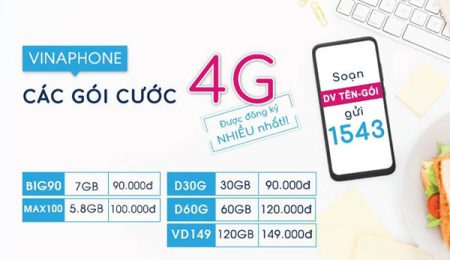 VINAPHONE
CÁC GÓI CƯỚC 4G
Được đăng ký
NHIỀU nhất!!
Soạn
DV TÊN-GÓI
gửi
1543
BIG90 7GB 90.000đ
MAX100 5.8GB 100.000đ
D30G 30GB 90.000đ
D60G 60GB 120.000đ
VD149 120GB 149.000đ